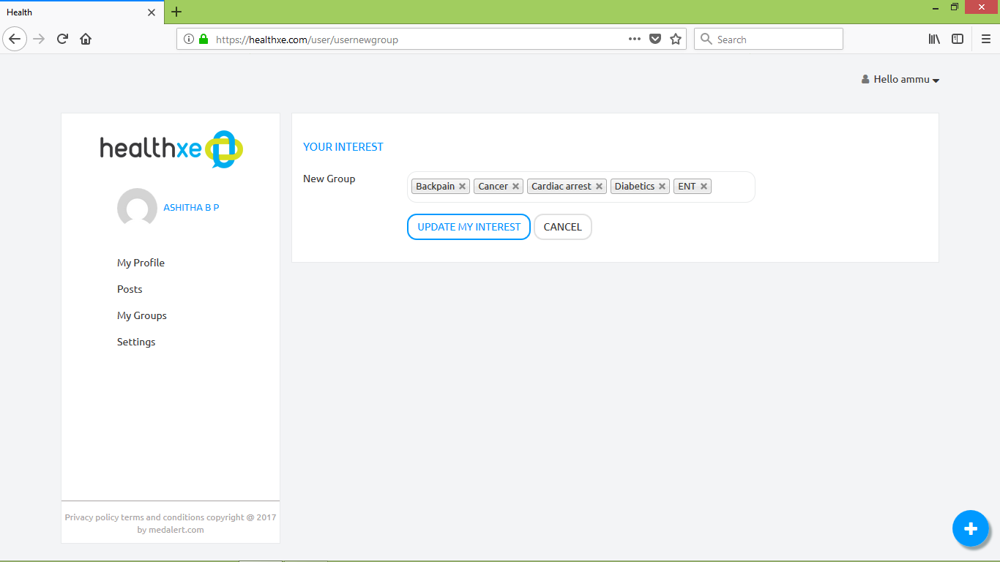 Health
https://healthxe.com/user/usernewgroup
Search
Hello ammu
healthxe
ASHITHA B P
My Profile
Posts
My Groups
Settings
Privacy policy terms and conditions copyright @ 2017
by medalert.com
YOUR INTEREST
New Group
Backpain Cancer Cardiac arrest Diabetics ENT
UPDATE MY INTEREST CANCEL